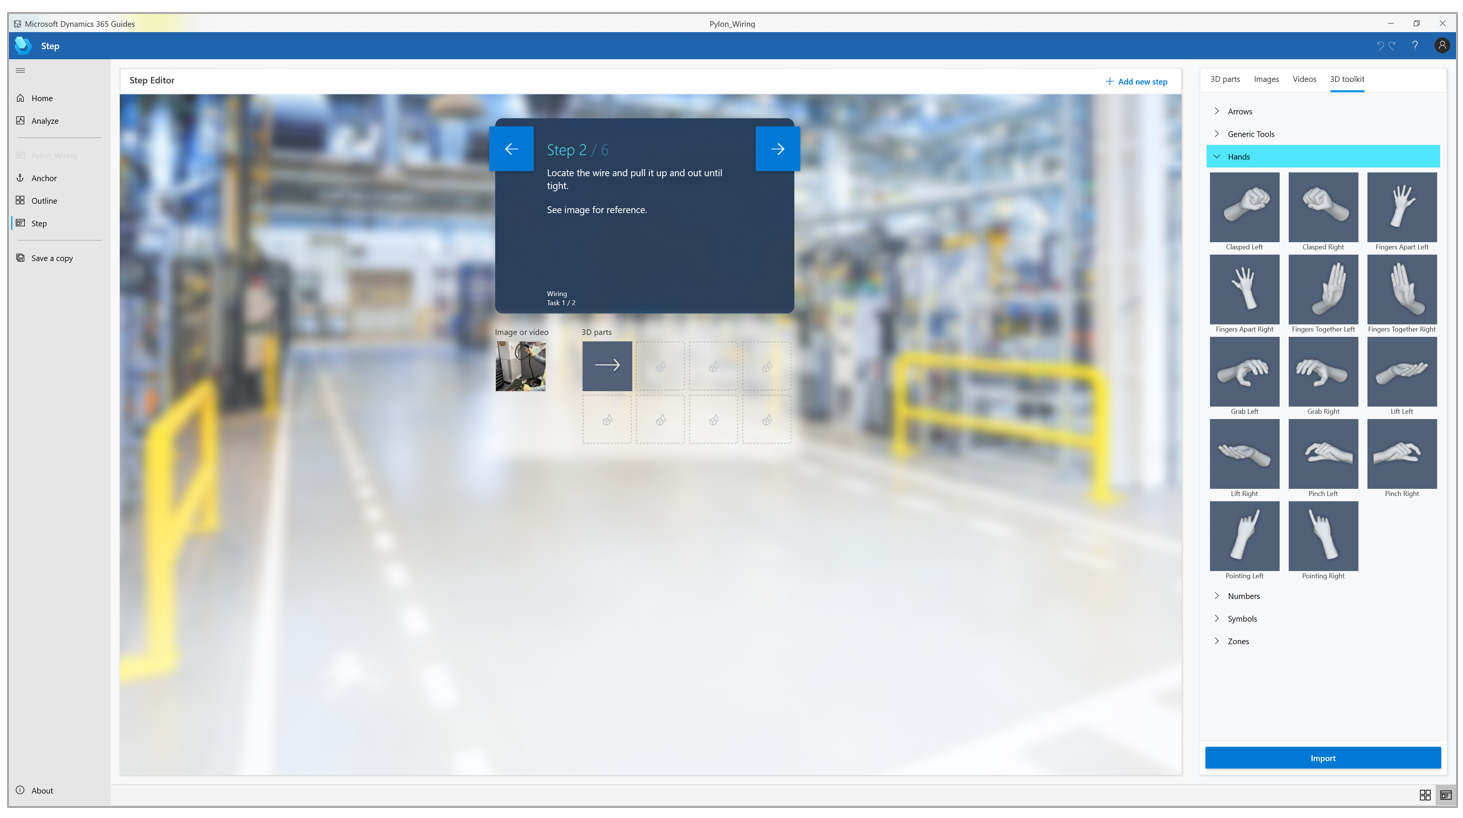 Microsoft Dynamics 365 Guides
Pylon_Wiring
Step
?
Home
Analyze
Pylon_Wiring
Anchor
Outline
Step
Save a copy
About
Step Editor
+ Add new step
Step 2 / 6
Locate the wire and pull it up and out until
tight.
See image for reference.
Wiring
Task 1 / 2
Image or video
3D parts
3D parts Images Videos 3D toolkit
Arrows
Generic Tools
Hands
Clasped Left Clasped Right Fingers Apart Left
Fingers Apart Right Fingers Together Left Fingers Together Right
Grab Left Grab Right Lift Left
Lift Right Pinch Left Pinch Right
Pointing Left Pointing Right
Numbers
Symbols
Zones
Import